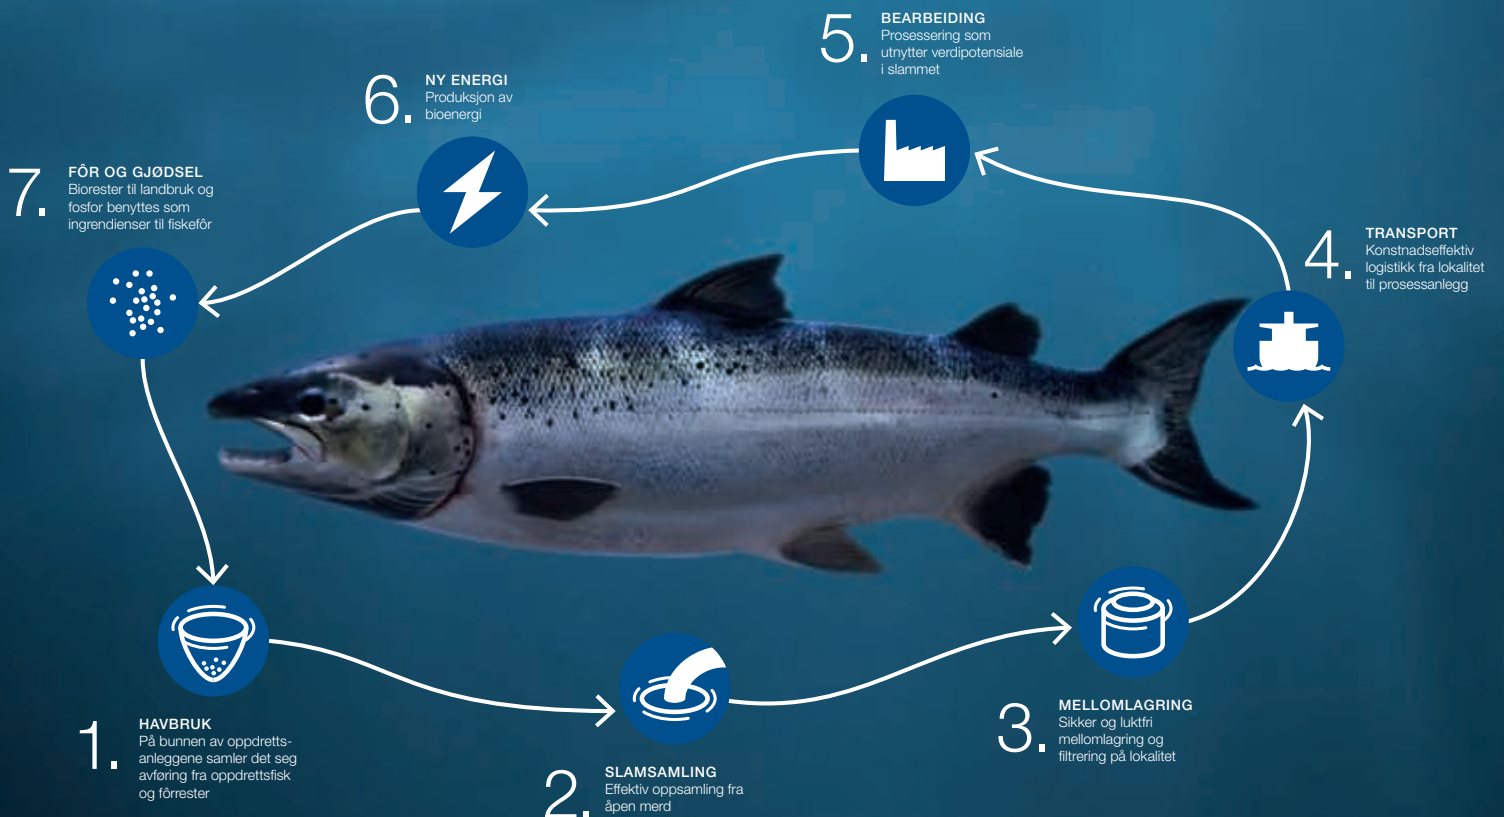 1.
HAVBRUK
På bunnen av oppdretts-
anleggene samler det seg
avføring fra oppdrettsfisk
og fôrrester
2.
SLAMSAMLING
Effektiv oppsamling fra
åpen merd
3.
MELLOMLAGRING
Sikker og luktfri
mellomlagring og
filtrering på lokalitet
4.
TRANSPORT
Konstnadseffektiv
logistikk fra lokalitet
til prosessanlegg
5.
BEARBEIDING
Prosessering som
utnytter verdipotensiale
i slammet
6.
NY ENERGI
Produksjon av
bioenergi
7.
FÔR OG GJØDSEL
Biorester til landbruk og
fosfor benyttes som
ingrendienser til fiskefôr